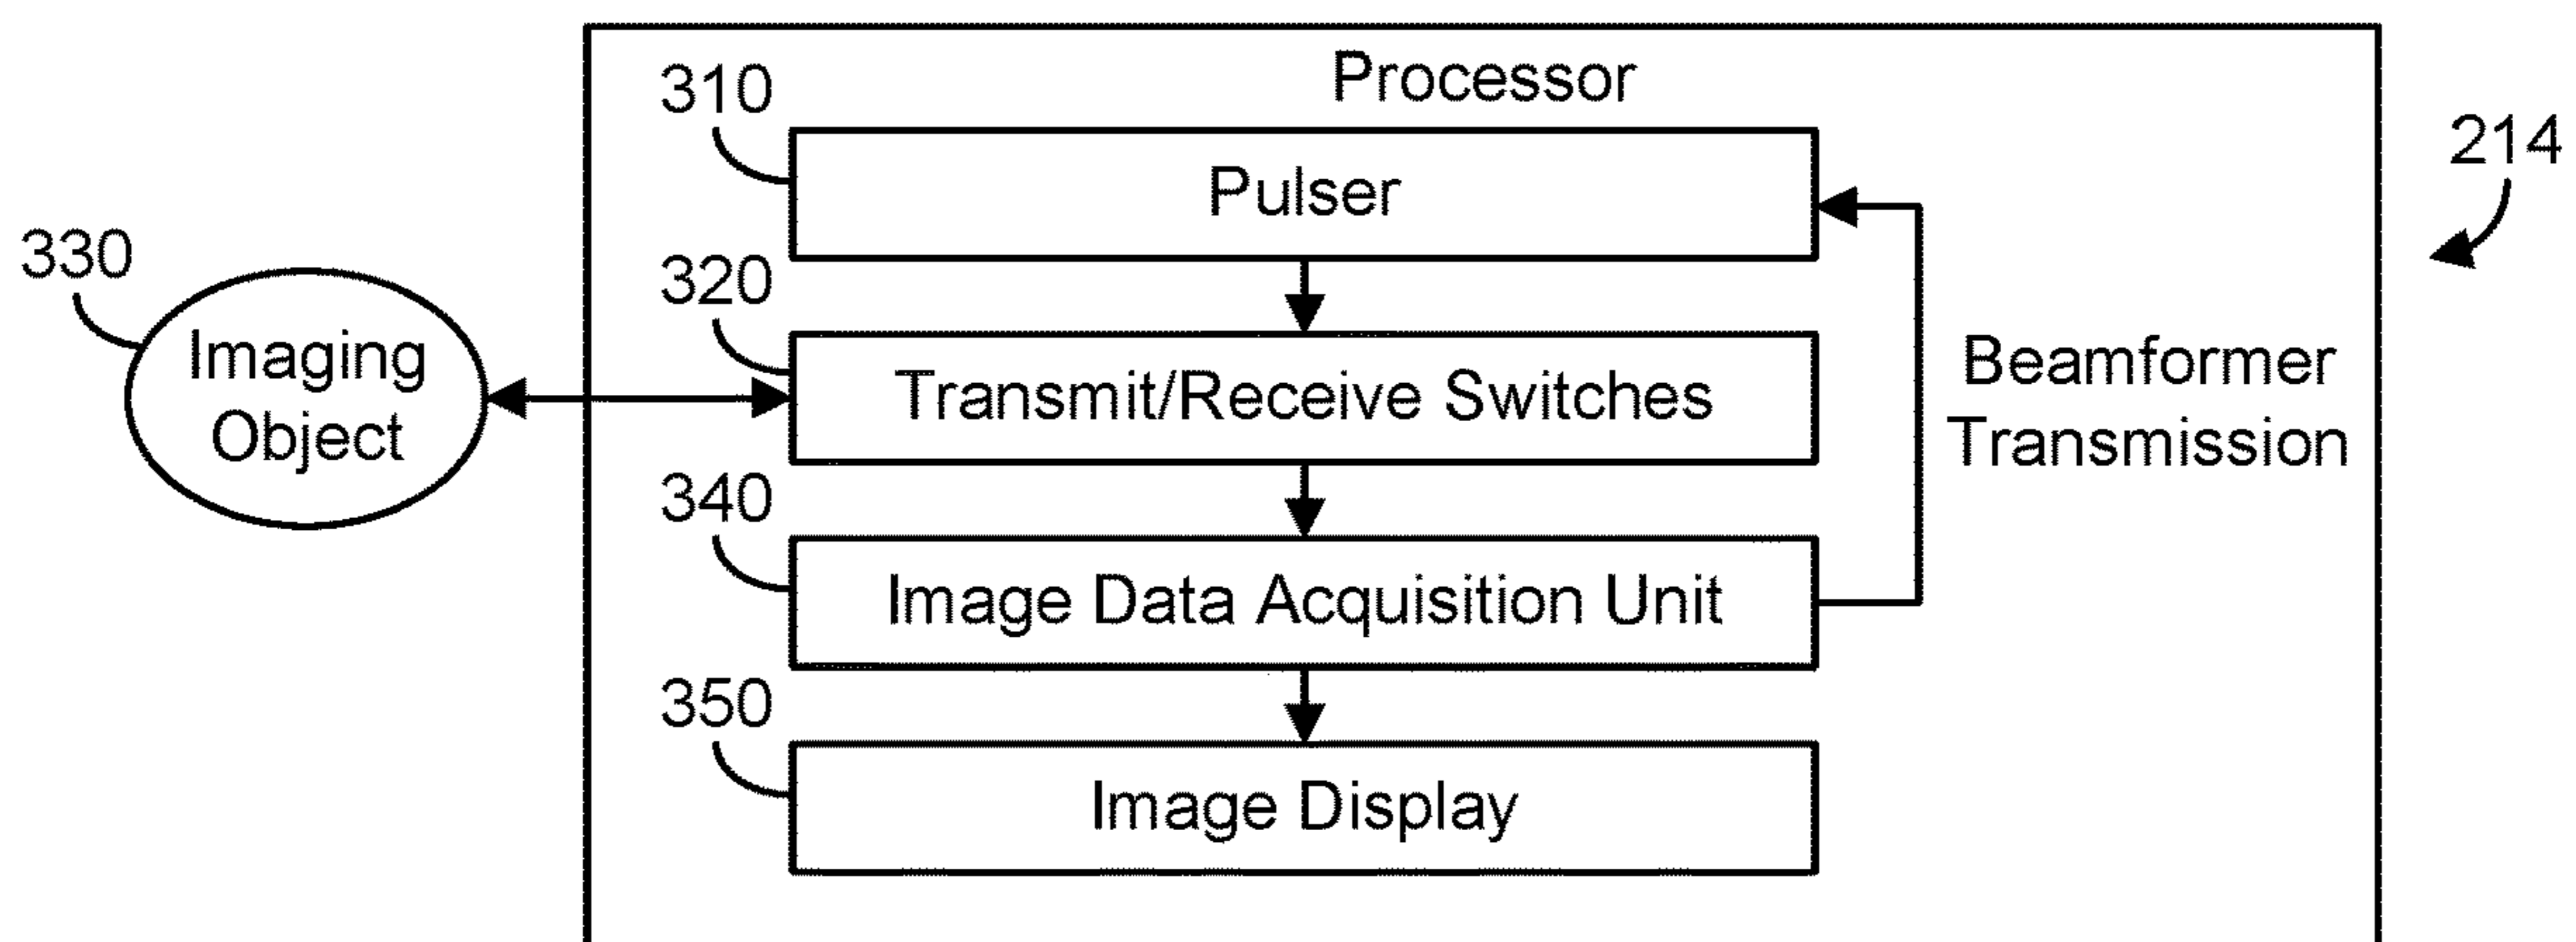 Processor
310
Pulser
214
330
320
Imaging
Object
Transmit/Receive Switches
Beamformer
Transmission
340
Image Data Acquisition Unit
350
Image Display